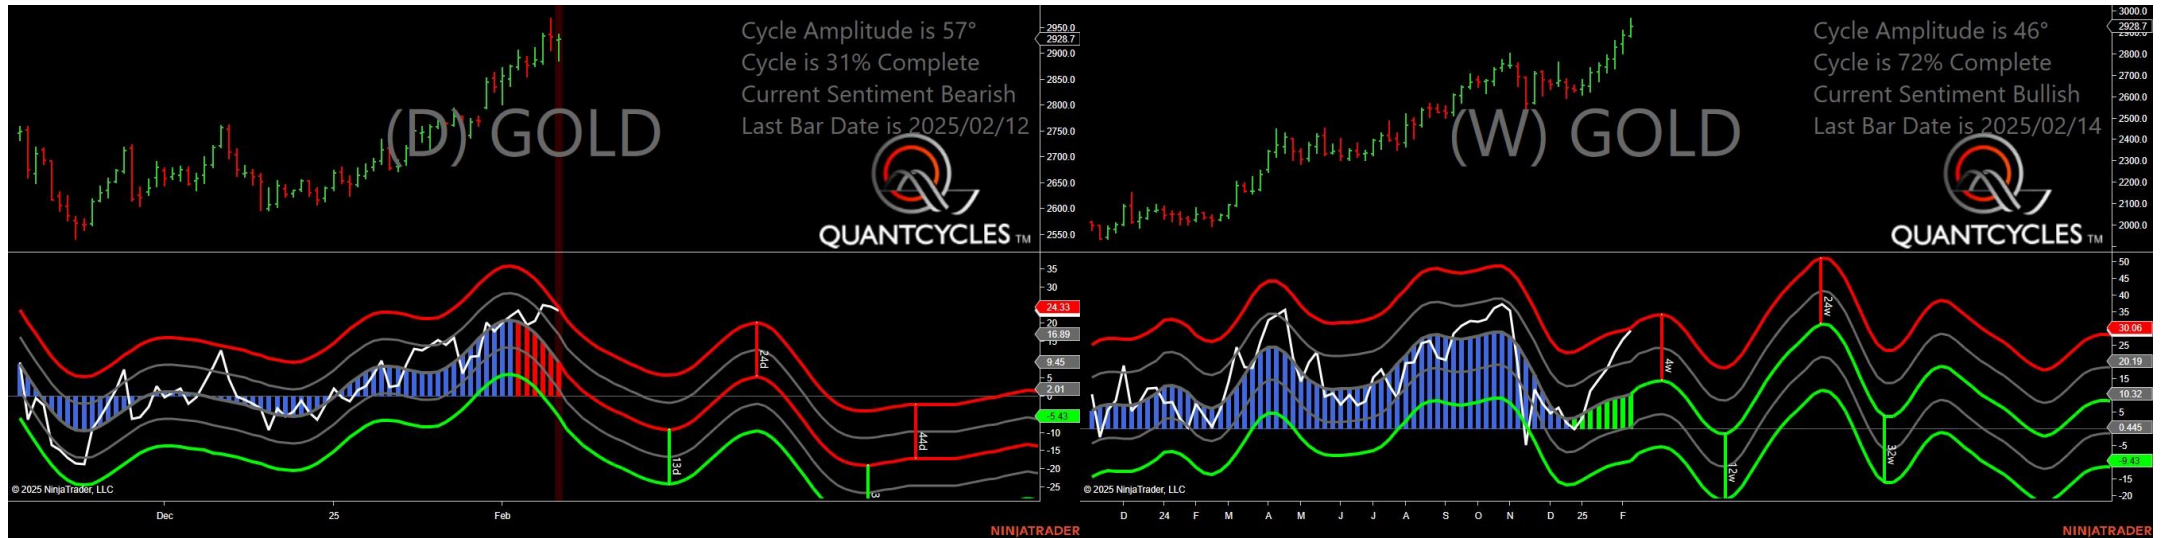 Cycle Amplitude is 57°
Cycle is 31% Complete
Current Sentiment Bearish
Last Bar Date is 2025/02/12
(D) GOLD
QUANTCYCLES TM
2950.0
2928.7
2900.0
2850.0
2800.0
2750.0
2700.0
2650.0
2600.0
2550.0
35
30
24.33
20
16.89
15
9.45
5
2.01
0
-5.43
-10
-15
-20
-25
13d
24d
3
44d
© 2025 NinjaTrader, LLC
Dec
25
Feb
NINJATRADER
Cycle Amplitude is 46°
Cycle is 72% Complete
Current Sentiment Bullish
Last Bar Date is 2025/02/14
(W) GOLD
QUANTCYCLES TM
3000.0
2928.7
2900.0
2800.0
2700.0
2600.0
2500.0
2400.0
2300.0
2200.0
2100.0
2000.0
50
45
40
35
30.06
25
20.19
15
10.32
5
0.445
-5
-9.43
-15
-20
4w
12w
24w
32w
© 2025 NinjaTrader, LLC
D
24
F
M
A
M
J
J
A
S
O
N
D
25
F
NINJATRADER